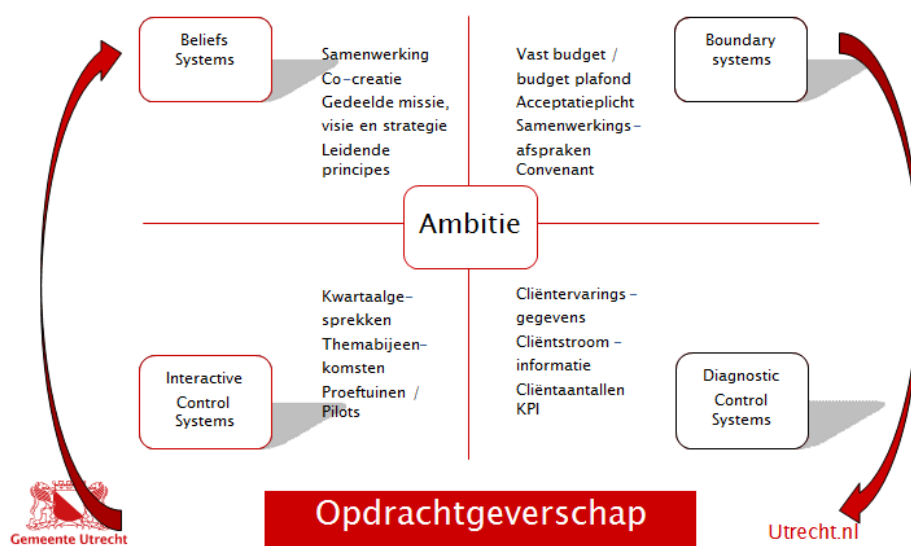 Beliefs
Systems
Samenwerking
Co-creatie
Gedeelde missie,
visie en strategie
Leidende
principes
Vast budget /
budget plafond
Acceptatieplicht
Samenwerkings-
afspraken
Convenant
Boundary
systems
Ambitie
Interactive
Control
Systems
Kwartaalge-
sprekken
Themabijeen-
komsten
Proeftuinen /
Pilots
Cliëntervarings -
gegevens
Cliëntstroom -
informatie
Cliëntaantallen
KPI
Diagnostic
Control
Systems
Gemeente Utrecht
Opdrachtgeverschap
Utrecht.nl